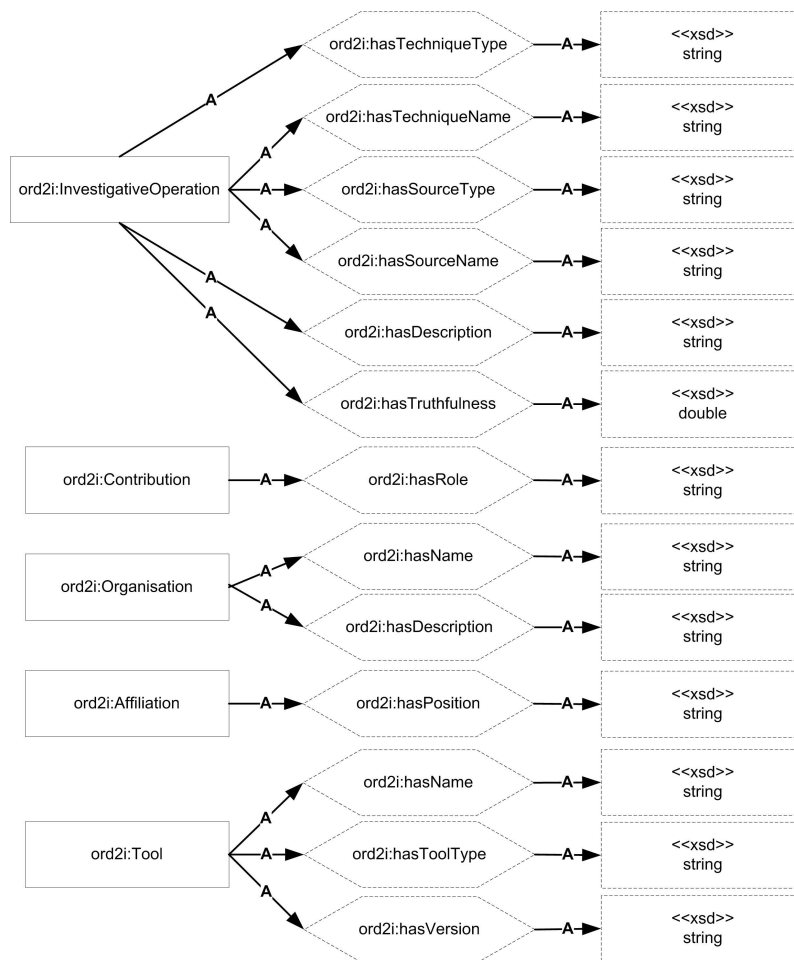 ord2i:hasTechniqueType
A
<<xsd>>
string
A
ord2i:hasTechniqueName
A
<<xsd>>
string
A
ord2i:InvestigativeOperation
A
ord2i:hasSourceType
A
<<xsd>>
string
A
ord2i:hasSourceName
A
<<xsd>>
string
A
ord2i:hasDescription
A
<<xsd>>
string
A
ord2i:hasTruthfulness
A
<<xsd>>
double
ord2i:Contribution
A
ord2i:hasRole
A
<<xsd>>
string
ord2i:Organisation
A
ord2i:hasName
A
<<xsd>>
string
A
ord2i:hasDescription
A
<<xsd>>
string
ord2i:Affiliation
A
ord2i:hasPosition
A
<<xsd>>
string
ord2i:Tool
A
ord2i:hasName
A
<<xsd>>
string
A
ord2i:hasToolType
A
<<xsd>>
string
A
ord2i:hasVersion
A
<<xsd>>
string